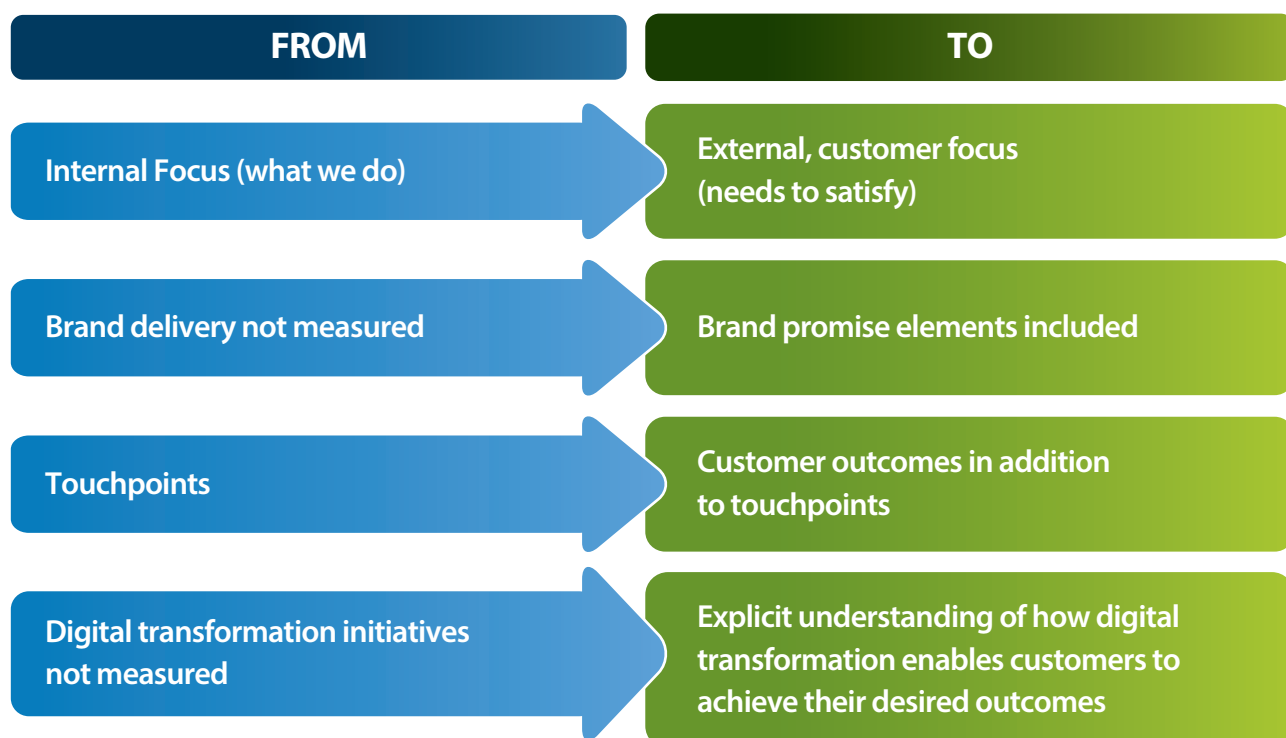 FROM
TO
Internal Focus (what we do)
External, customer focus
(needs to satisfy)
Brand delivery not measured
Brand promise elements included
Touchpoints
Customer outcomes in addition
to touchpoints
Digital transformation initiatives
not measured
Explicit understanding of how digital
transformation enables customers to
achieve their desired outcomes